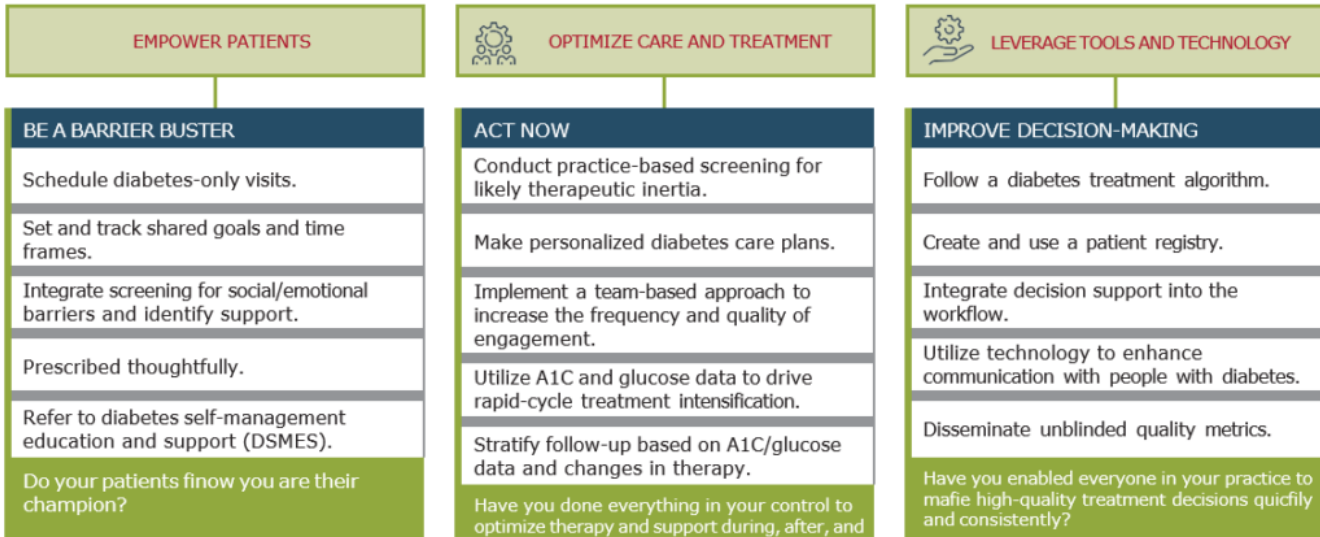 EMPOWER PATIENTS
BE A BARRIER BUSTER
Schedule diabetes-only visits.
Set and track shared goals and time
frames.
Integrate screening for social/emotional
barriers and identify support.
Prescribed thoughtfully.
Refer to diabetes self-management
education and support (DSMES).
Do your patients finow you are their
champion?
OPTIMIZE CARE AND TREATMENT
ACT NOW
Conduct practice-based screening for
likely therapeutic inertia.
Make personalized diabetes care plans.
Implement a team-based approach to
increase the frequency and quality of
engagement.
Utilize A1C and glucose data to drive
rapid-cycle treatment intensification.
Stratify follow-up based on A1C/glucose
data and changes in therapy.
Have you done everything in your control to
optimize therapy and support during, after, and
LEVERAGE TOOLS AND TECHNOLOGY
IMPROVE DECISION-MAKING
Follow a diabetes treatment algorithm.
Create and use a patient registry.
Integrate decision support into the
workflow.
Utilize technology to enhance
communication with people with diabetes.
Disseminate unblinded quality metrics.
Have you enabled everyone in your practice to
mafie high-quality treatment decisions quicfily
and consistently?